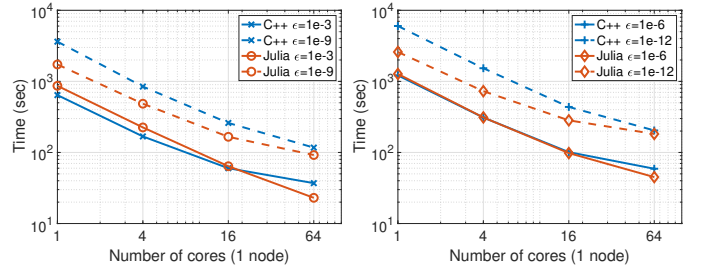 10^4
10^3
10^2
10^1
Time (sec)
C++ ϵ=1e-3
C++ ϵ=1e-9
Julia ϵ=1e-3
Julia ϵ=1e-9
1 4 16 64
Number of cores (1 node)
10^4
10^3
10^2
10^1
Time (sec)
C++ ϵ=1e-6
C++ ϵ=1e-12
Julia ϵ=1e-6
Julia ϵ=1e-12
1 4 16 64
Number of cores (1 node)